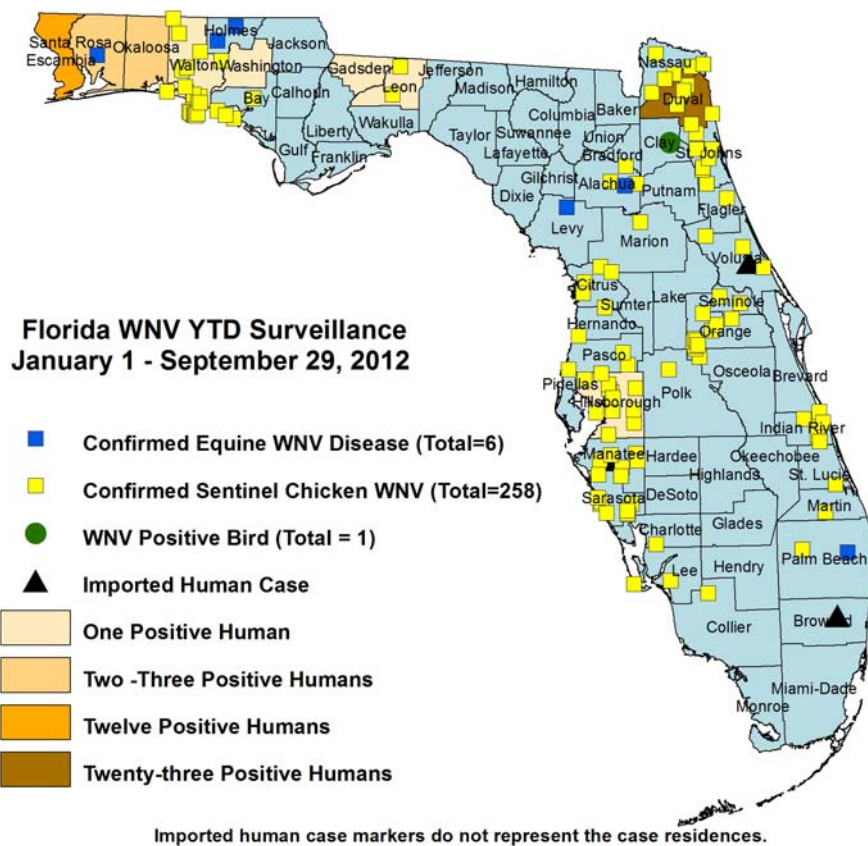 Holmes
Jackson
Santa Rosa
Okaloosa
Escambia
Walton
Washington
Bay
Calhoun
Gadsden
Leon
Jefferson
Madison
Hamilton
Nassau
Duval
Baker
Columbia
Liberty
Wakulla
Gulf
Franklin
Taylor
Suwannee
Lafayette
Union
Bradford
Clay
St. Johns
Gilchrist
Alachua
Putnam
Dixie
Flagler
Levy
Marion
Volusia
Citrus
Sumter
Lake
Seminole
Hernando
Orange
Florida WNV YTD Surveillance
January 1 - September 29, 2012
Pasco
Osceola
Brevard
Pinellas
Hillsborough
Polk
Indian River
Confirmed Equine WNV Disease (Total=6)
Manatee
Hardee
Okeechobee
Highlands
St. Lucie
Confirmed Sentinel Chicken WNV (Total=258)
Sarasota
DeSoto
Martin
WNV Positive Bird (Total = 1)
Charlotte
Glades
Palm Beach
Imported Human Case
Lee
Hendry
One Positive Human
Collier
Broward
Two -Three Positive Humans
Miami-Dade
Monroe
Twelve Positive Humans
Twenty-three Positive Humans
Imported human case markers do not represent the case residences.